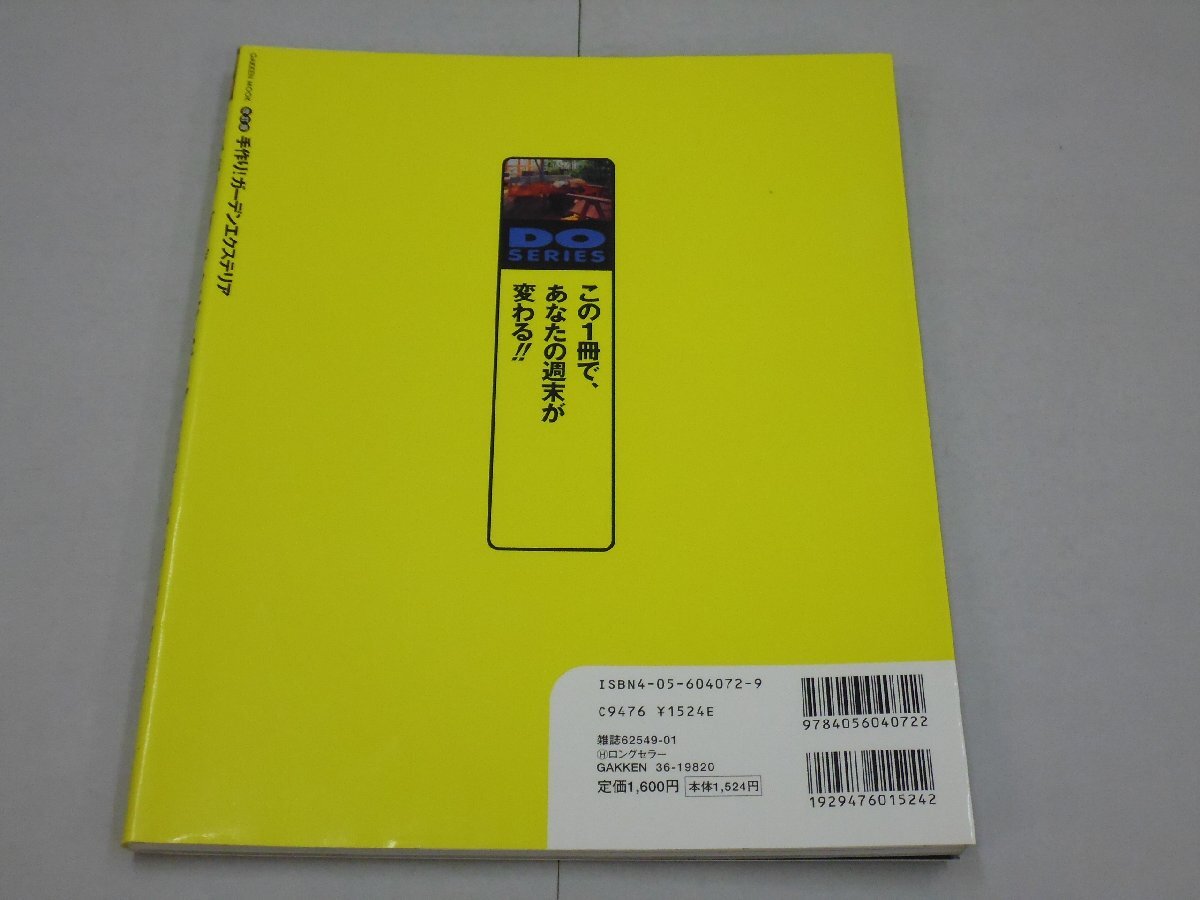 GAKKEN MOOK
手作り!ガーデンエクステリア
DO
SERIES
この1冊で、
あなたの週末が
変わる!!
ISBN4-05-604072-9
C9476 ¥1524E
雑誌62549-01
Ⓗロングセラー
GAKKEN 36-19820
定価1,600円 本体1,524円
9784056040722
1929476015242